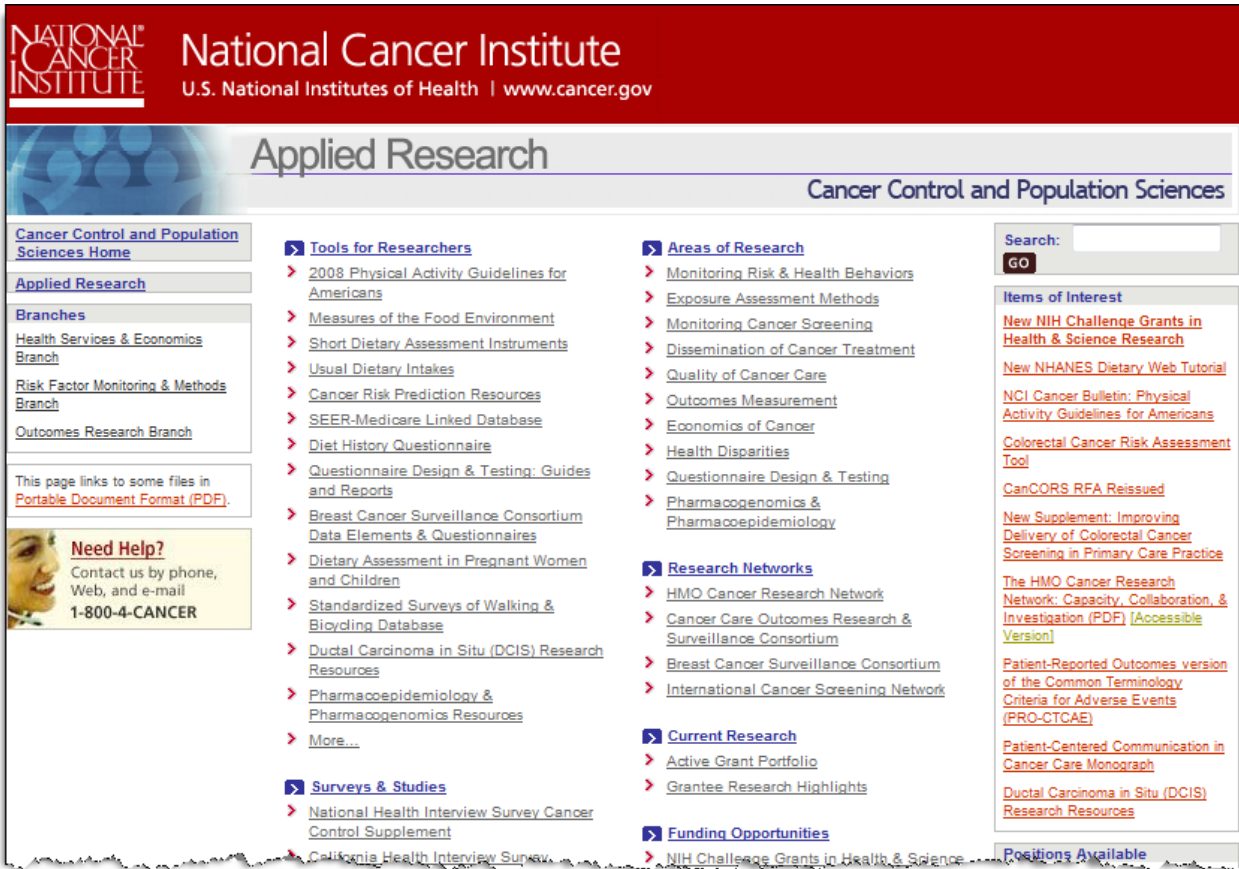 NATIONAL®
CANCER
INSTITUTE
National Cancer Institute
U.S. National Institutes of Health | www.cancer.gov
Applied Research
Cancer Control and Population Sciences
Cancer Control and Population
Sciences Home
Applied Research
Branches
Health Services & Economics
Branch
Risk Factor Monitoring & Methods
Branch
Outcomes Research Branch
This page links to some files in
Portable Document Format (PDF).
Need Help?
Contact us by phone,
Web, and e-mail
1-800-4-CANCER
Tools for Researchers
2008 Physical Activity Guidelines for
Americans
Measures of the Food Environment
Short Dietary Assessment Instruments
Usual Dietary Intakes
Cancer Risk Prediction Resources
SEER-Medicare Linked Database
Diet History Questionnaire
Questionnaire Design & Testing: Guides
and Reports
Breast Cancer Surveillance Consortium
Data Elements & Questionnaires
Dietary Assessment in Pregnant Women
and Children
Standardized Surveys of Walking &
Bicycling Database
Ductal Carcinoma in Situ (DCIS) Research
Resources
Pharmacoepidemiology &
Pharmacogenomics Resources
More...
Surveys & Studies
National Health Interview Survey Cancer
Control Supplement
California Health Interview Survey
Areas of Research
Monitoring Risk & Health Behaviors
Exposure Assessment Methods
Monitoring Cancer Screening
Dissemination of Cancer Treatment
Quality of Cancer Care
Outcomes Measurement
Economics of Cancer
Health Disparities
Questionnaire Design & Testing
Pharmacogenomics &
Pharmacoepidemiology
Research Networks
HMO Cancer Research Network
Cancer Care Outcomes Research &
Surveillance Consortium
Breast Cancer Surveillance Consortium
International Cancer Screening Network
Current Research
Active Grant Portfolio
Grantee Research Highlights
Funding Opportunities
NIH Challenge Grants in Health & Science
Search:
GO
Items of Interest
New NIH Challenge Grants in
Health & Science Research
New NHANES Dietary Web Tutorial
NCI Cancer Bulletin: Physical
Activity Guidelines for Americans
Colorectal Cancer Risk Assessment
Tool
CanCORS RFA Reissued
New Supplement: Improving
Delivery of Colorectal Cancer
Screening in Primary Care Practice
The HMO Cancer Research
Network: Capacity, Collaboration, &
Investigation (PDF) [Accessible
Version]
Patient-Reported Outcomes version
of the Common Terminology
Criteria for Adverse Events
(PRO-CTCAE)
Patient-Centered Communication in
Cancer Care Monograph
Ductal Carcinoma in Situ (DCIS)
Research Resources
Positions Available